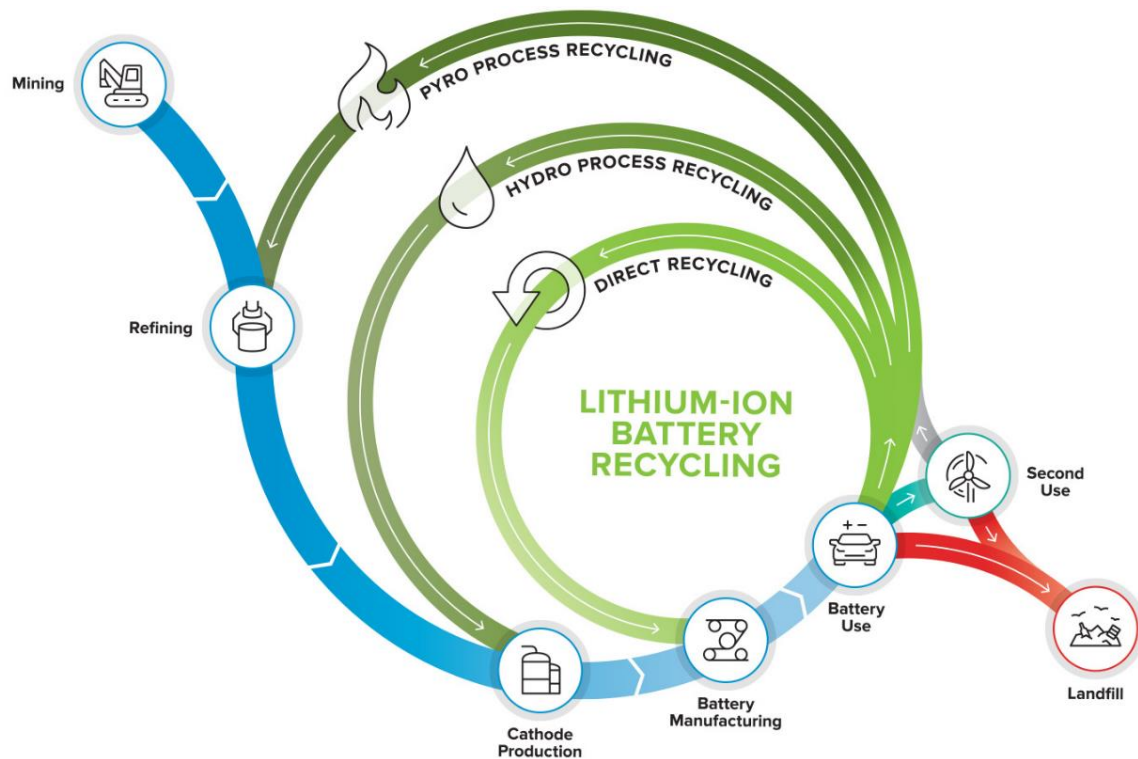 Mining
PYRO PROCESS RECYCLING
HYDRO PROCESS RECYCLING
DIRECT RECYCLING
Refining
LITHIUM-ION
BATTERY
RECYCLING
Second
Use
+ -
Battery
Use
Landfill
Battery
Manufacturing
Cathode
Production